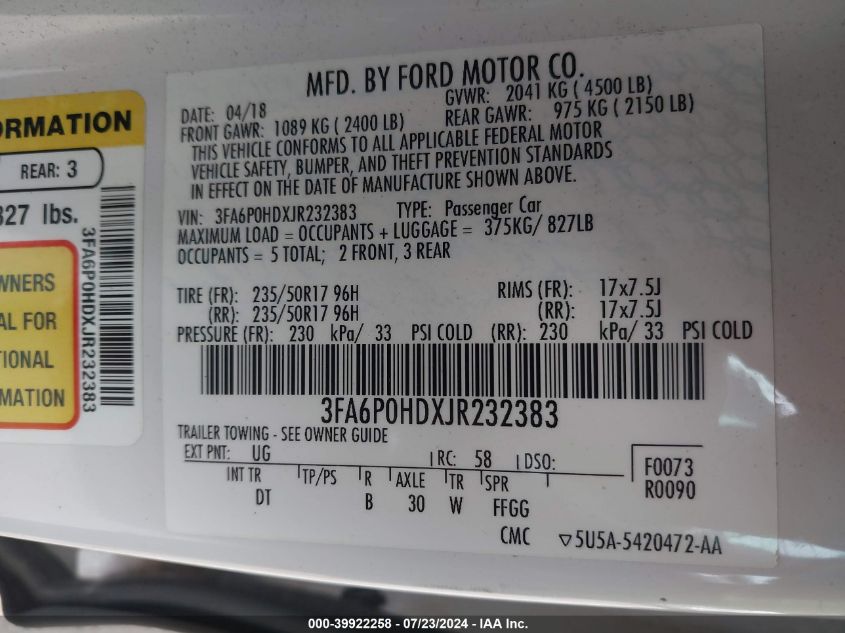 MFD. BY FORD MOTOR CO.
DATE: 04/18 GVWR: 2041 KG ( 4500 LB)
FRONT GAWR: 1089 KG ( 2400 LB) REAR GAWR: 975 KG ( 2150 LB)
THIS VEHICLE CONFORMS TO ALL APPLICABLE FEDERAL MOTOR
VEHICLE SAFETY, BUMPER, AND THEFT PREVENTION STANDARDS
IN EFFECT ON THE DATE OF MANUFACTURE SHOWN ABOVE.
VIN: 3FA6P0HDXJR232383 TYPE: Passenger Car
MAXIMUM LOAD = OCCUPANTS + LUGGAGE = 375KG/ 827LB
OCCUPANTS = 5 TOTAL; 2 FRONT, 3 REAR
TIRE (FR): 235/50R17 96H RIMS (FR): 17x7.5J
(RR): 235/50R17 96H (RR): 17x7.5J
PRESSURE (FR): 230 kPa/ 33 PSI COLD (RR): 230 kPa/ 33 PSI COLD
3FA6P0HDXJR232383
TRAILER TOWING - SEE OWNER GUIDE
EXT PNT: UG RC: 58 DSO:
INT TR TP/PS R AXLE TR SPR
DT B 30 W FFGG
F0073
R0090
CMC ▽5U5A-5420472-AA
ORMATION
REAR: 3
327 lbs.
3FA6P0HDXJR232383
WNERS
AL FOR
TIONAL
MATION
000-39922258 - 07/23/2024 - IAA Inc.